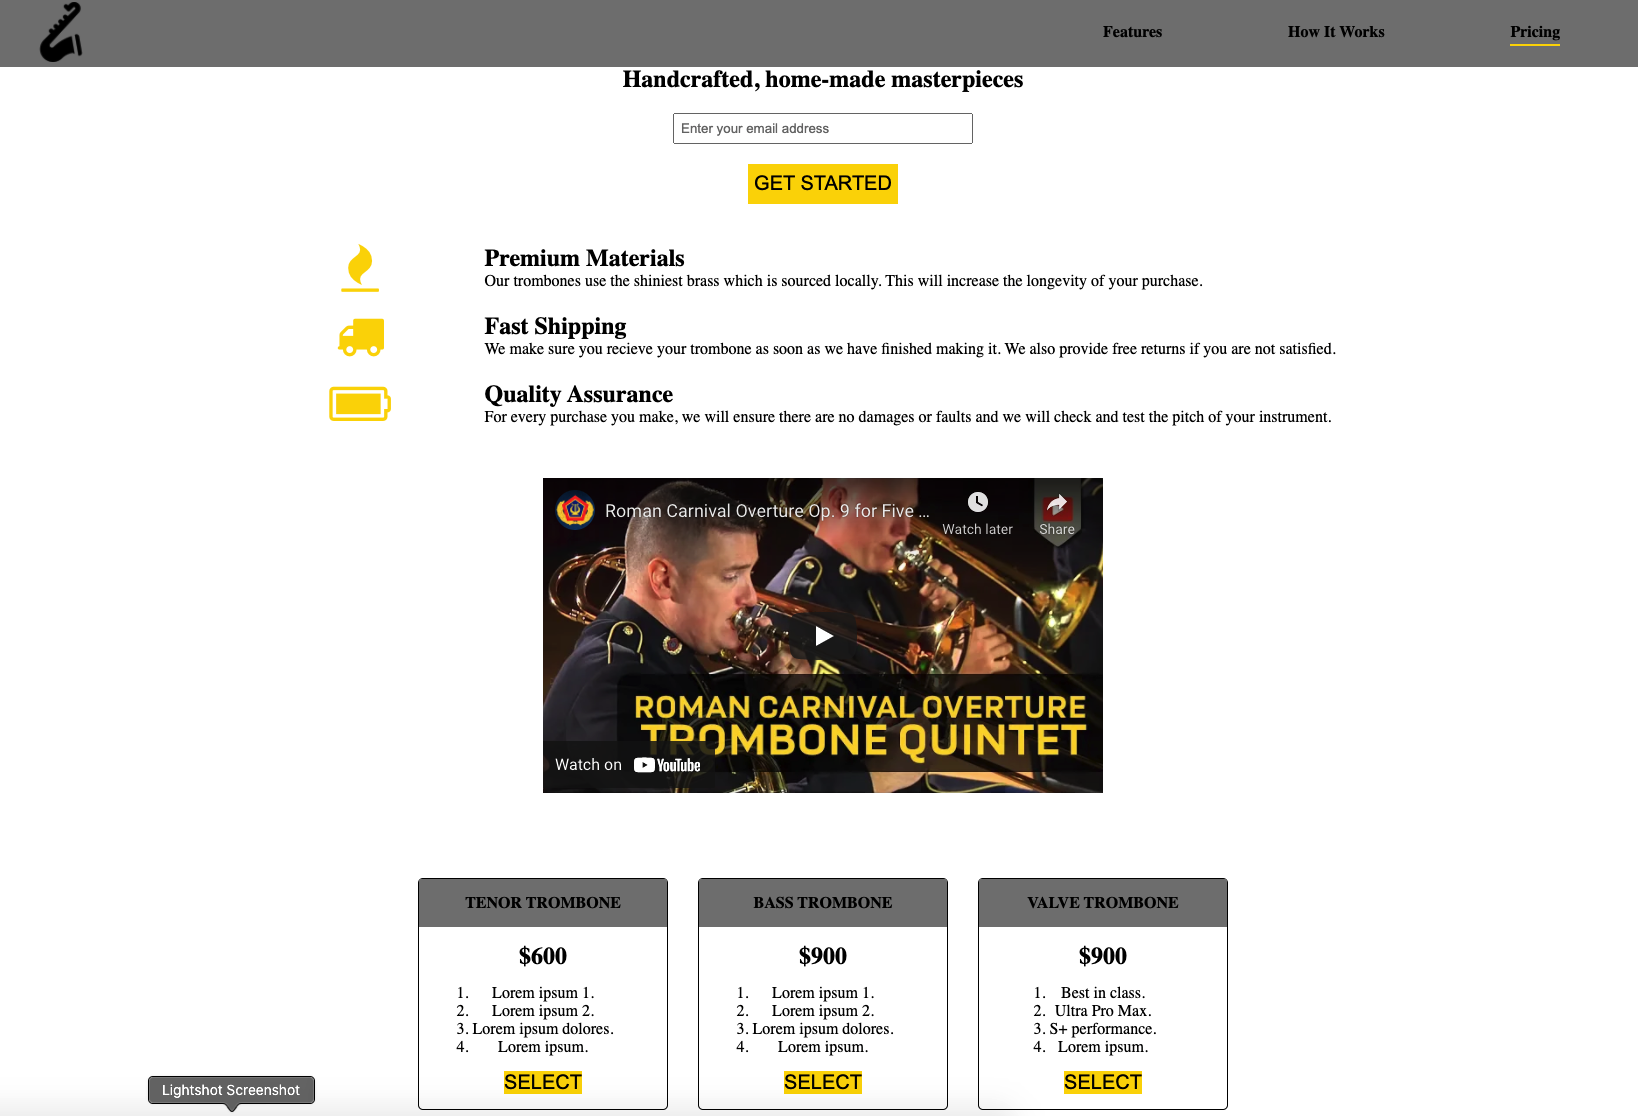 Features How It Works Pricing
Handcrafted, home-made masterpieces
Enter your email address
GET STARTED
Premium Materials
Our trombones use the shiniest brass which is sourced locally. This will increase the longevity of your purchase.
Fast Shipping
We make sure you recieve your trombone as soon as we have finished making it. We also provide free returns if you are not satisfied.
Quality Assurance
For every purchase you make, we will ensure there are no damages or faults and we will check and test the pitch of your instrument.
Roman Carnival Overture Op. 9 for Five ...
Watch later
Share
ROMAN CARNIVAL OVERTURE
TROMBONE QUINTET
Watch on YouTube
TENOR TROMBONE
$600
1. Lorem ipsum 1.
2. Lorem ipsum 2.
3. Lorem ipsum dolores.
4. Lorem ipsum.
SELECT
BASS TROMBONE
$900
1. Lorem ipsum 1.
2. Lorem ipsum 2.
3. Lorem ipsum dolores.
4. Lorem ipsum.
SELECT
VALVE TROMBONE
$900
1. Best in class.
2. Ultra Pro Max.
3. S+ performance.
4. Lorem ipsum.
SELECT
Lightshot Screenshot